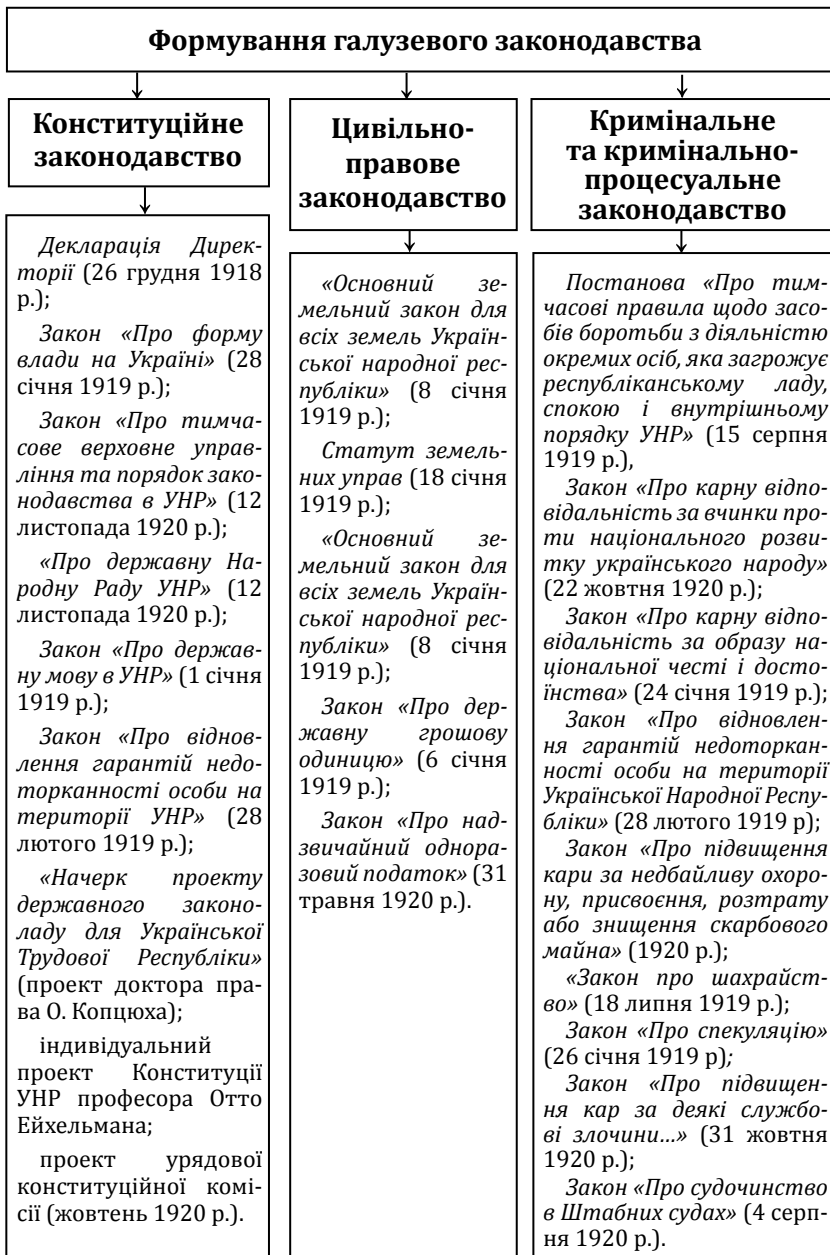 Формування галузевого законодавства
Конституційне
законодавство
Декларація Дирек-
торії (26 грудня 1918
р.);
Закон «Про форму
влади на Україні» (28
січня 1919 р.);
Закон «Про тимча-
сове верховне управ-
ління та порядок зако-
нодавства в УНР» (12
листопада 1920 р.);
«Про державну На-
родну Раду УНР» (12
листопада 1920 р.);
Закон «Про держав-
ну мову в УНР» (1 січня
1919 р.);
Закон «Про віднов-
лення гарантій недо-
торканності особи на
території УНР» (28
лютого 1919 р.);
«Начерк проекту
державного законо-
ладу для Української
Трудової Республіки»
(проект доктора пра-
ва О. Копцюха);
індивідуальний
проект Конституції
УНР професора Отто
Ейхельмана;
проект урядової
конституційної комі-
сії (жовтень 1920 р.).
Цивільно-
правове
законодавство
«Основний зе-
мельний закон для
всіх земель Україн-
ської народної рес-
публіки» (8 січня
1919 р.);
Статут земель-
них управ (18 січня
1919 р.);
«Основний зе-
мельний закон для
всіх земель Україн-
ської народної рес-
публіки» (8 січня
1919 р.);
Закон «Про дер-
жавну грошову
одиницю» (6 січня
1919 р.);
Закон «Про над-
звичайний однора-
зовий податок» (31
травня 1920 р.).
Кримінальне
та кримінально-
процесуальне
законодавство
Постанова «Про тим-
часові правила щодо засо-
бів боротьби з діяльністю
окремих осіб, яка загрожує
республіканському ладу,
спокою і внутрішньому
порядку УНР» (15 серпня
1919 р.),
Закон «Про карну відпо-
відальність за вчинки про-
ти національного розви-
тку українського народу»
(22 жовтня 1920 р.);
Закон «Про карну відпо-
відальність за образу на-
ціональної честі і досто-
їнства» (24 січня 1919 р.);
Закон «Про відновлен-
ня гарантій недоторкан-
ності особи на території
Української Народної Респу-
бліки» (28 лютого 1919 р);
Закон «Про підвищення
кари за недбайливу охоро-
ну, присвоєння, розтрату
або знищення скарбового
майна» (1920 р.);
«Закон про шахрайст-
во» (18 липня 1919 р.);
Закон «Про спекуляцію»
(26 січня 1919 р);
Закон «Про підвищен-
ня кар за деякі службо-
ві злочини...» (31 жовтня
1920 р.);
Закон «Про судочинство
в Штабних судах» (4 серп-
ня 1920 р.).